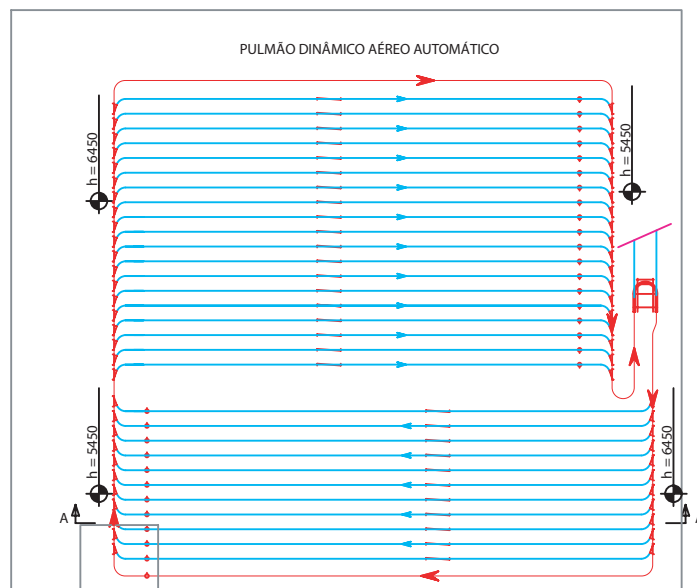 PULMÃO DINÂMICO AÉREO AUTOMÁTICO
h = 6450
h = 5450
h = 5450
h = 6450
A
A